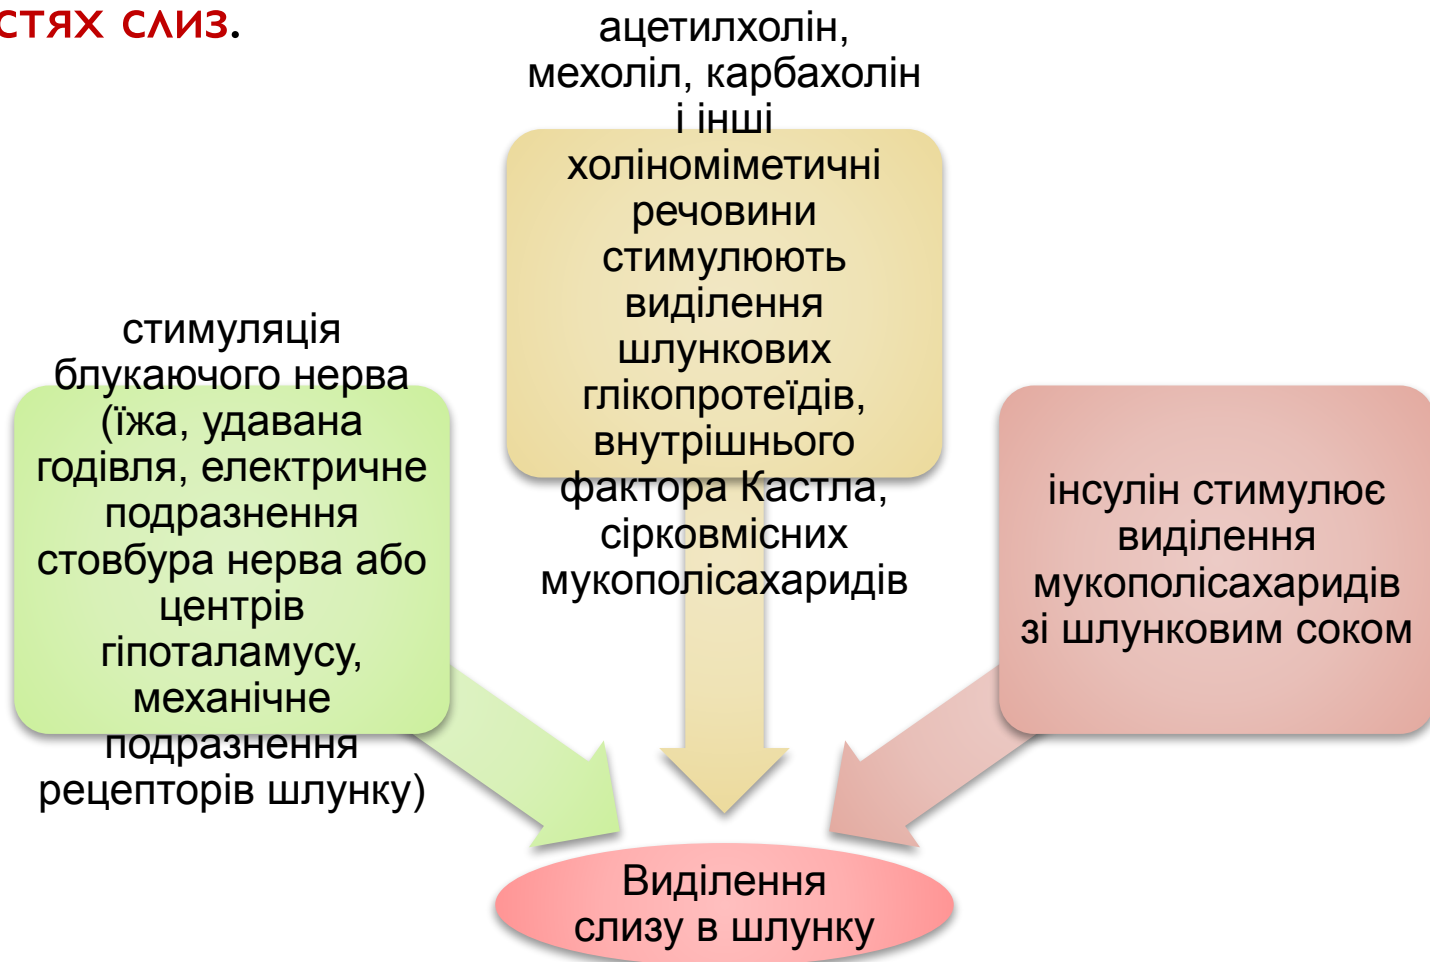 СТЯХ СЛИЗ.
ацетилхолін,
мехоліл, карбахолін
і інші
холіноміметичні
речовини
стимулюють
виділення
шлункових
глікопротеїдів,
внутрішнього
фактора Кастла,
сірковмісних
мукополісахаридів
стимуляція
блукаючого нерва
(їжа, удавана
годівля, електричне
подразнення
стовбура нерва або
центрів
гіпоталамусу,
механічне
подразнення
рецепторів шлунку)
інсулін стимулює
виділення
мукополісахаридів
зі шлунковим соком
Виділення
слизу в шлунку